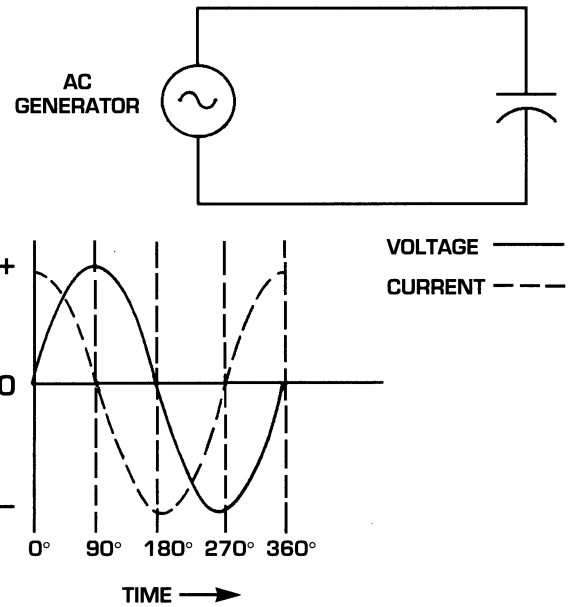 AC
GENERATOR
VOLTAGE
CURRENT
+
0
–
0° 90° 180° 270° 360°
TIME